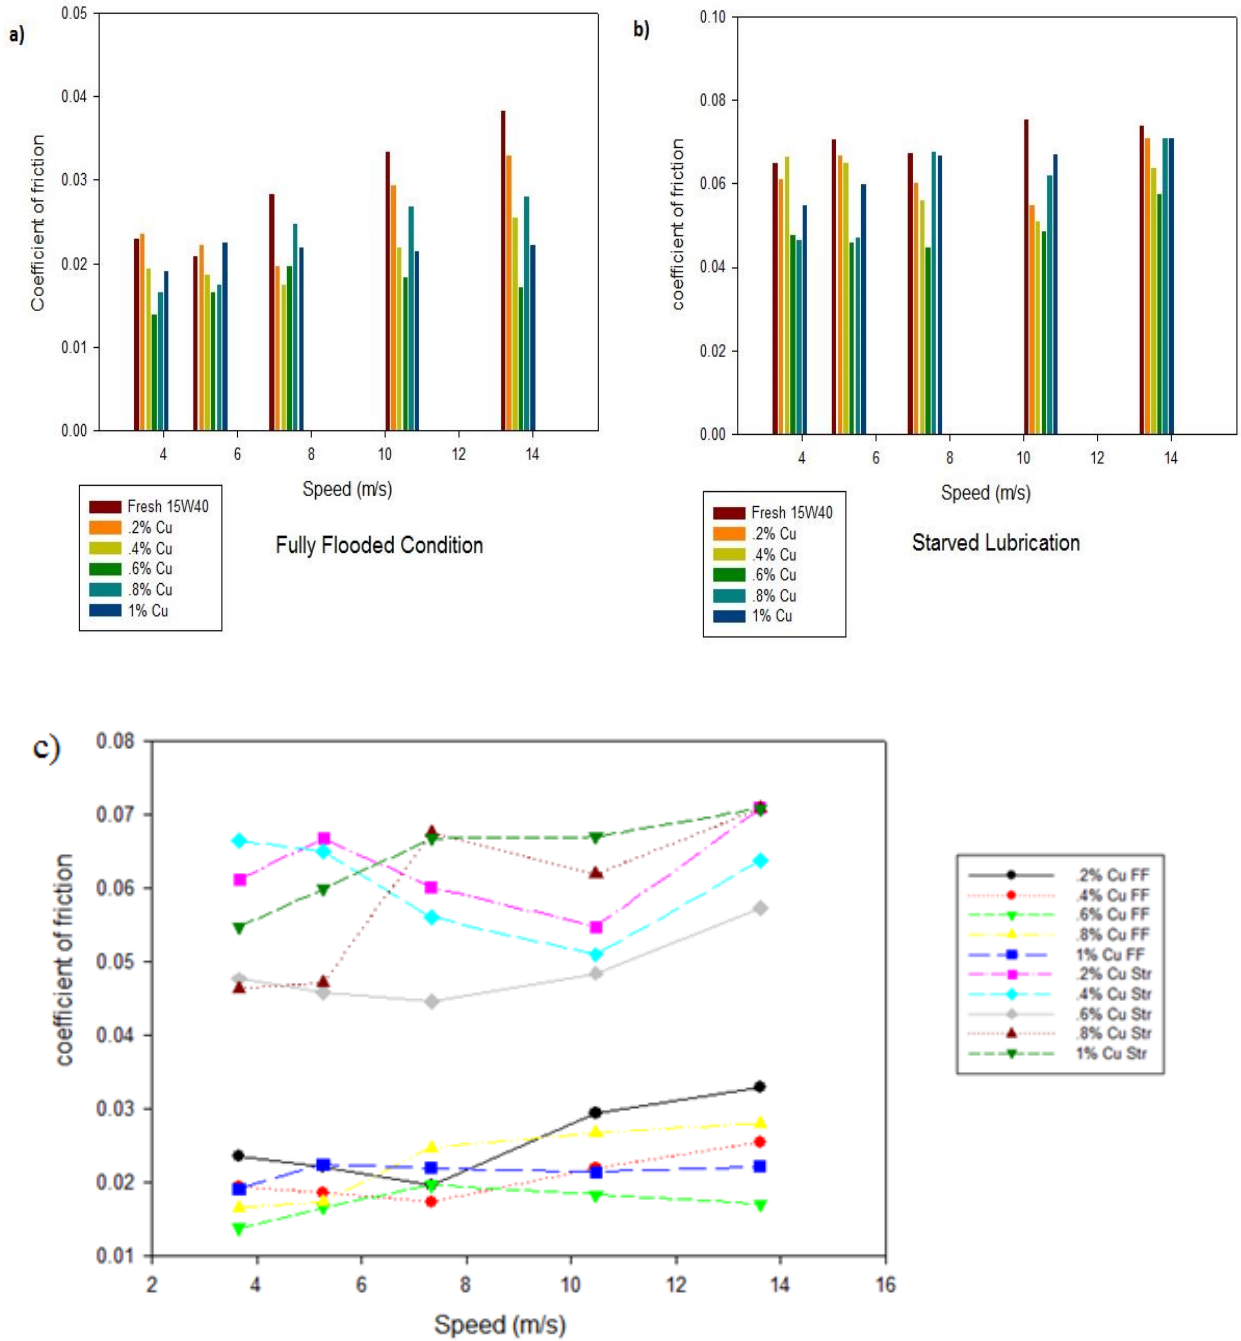 a)
0.05
0.04
0.03
0.02
0.01
0.00
Coefficient of friction
4 6 8 10 12 14
Speed (m/s)
Fresh 15W40
.2% Cu
.4% Cu
.6% Cu
.8% Cu
1% Cu
Fully Flooded Condition
b)
0.10
0.08
0.06
0.04
0.02
0.00
coefficient of friction
4 6 8 10 12 14
Speed (m/s)
Fresh 15W40
.2% Cu
.4% Cu
.6% Cu
.8% Cu
1% Cu
Starved Lubrication
c)
0.08
0.07
0.06
0.05
0.04
0.03
0.02
0.01
coefficient of friction
2 4 6 8 10 12 14 16
Speed (m/s)
.2% Cu FF
.4% Cu FF
.6% Cu FF
.8% Cu FF
1% Cu FF
.2% Cu Str
.4% Cu Str
.6% Cu Str
.8% Cu Str
1% Cu Str